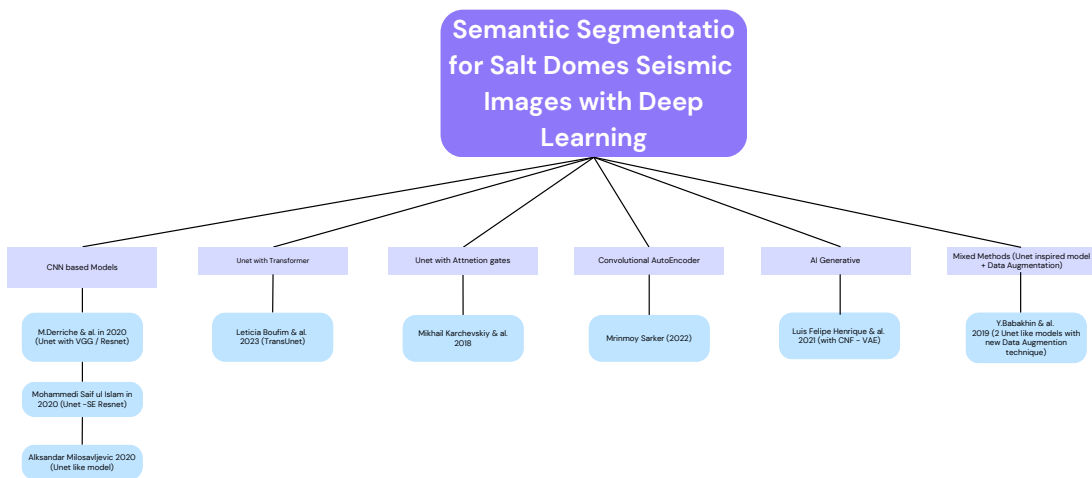 Semantic Segmentatio
for Salt Domes Seismic
Images with Deep
Learning
CNN based Models
Unet with Transformer
Unet with Attnetion gates
Convolutional AutoEncoder
AI Generative
Mixed Methods (Unet inspired model
+ Data Augmentation)
M.Derriche & al. in 2020
(Unet with VGG / Resnet)
Leticia Boufim & al.
2023 (TransUnet)
Mikhail Karchevskiy & al.
2018
Mrinmoy Sarker (2022)
Luis Felipe Henrique & al.
2021 (with CNF - VAE)
Y.Babakhin & al.
2019 (2 Unet like models with
new Data Augmention
technique)
Mohammedi Saif ul Islam in
2020 (Unet -SE Resnet)
Alksandar Milosavljevic 2020
(Unet like model)